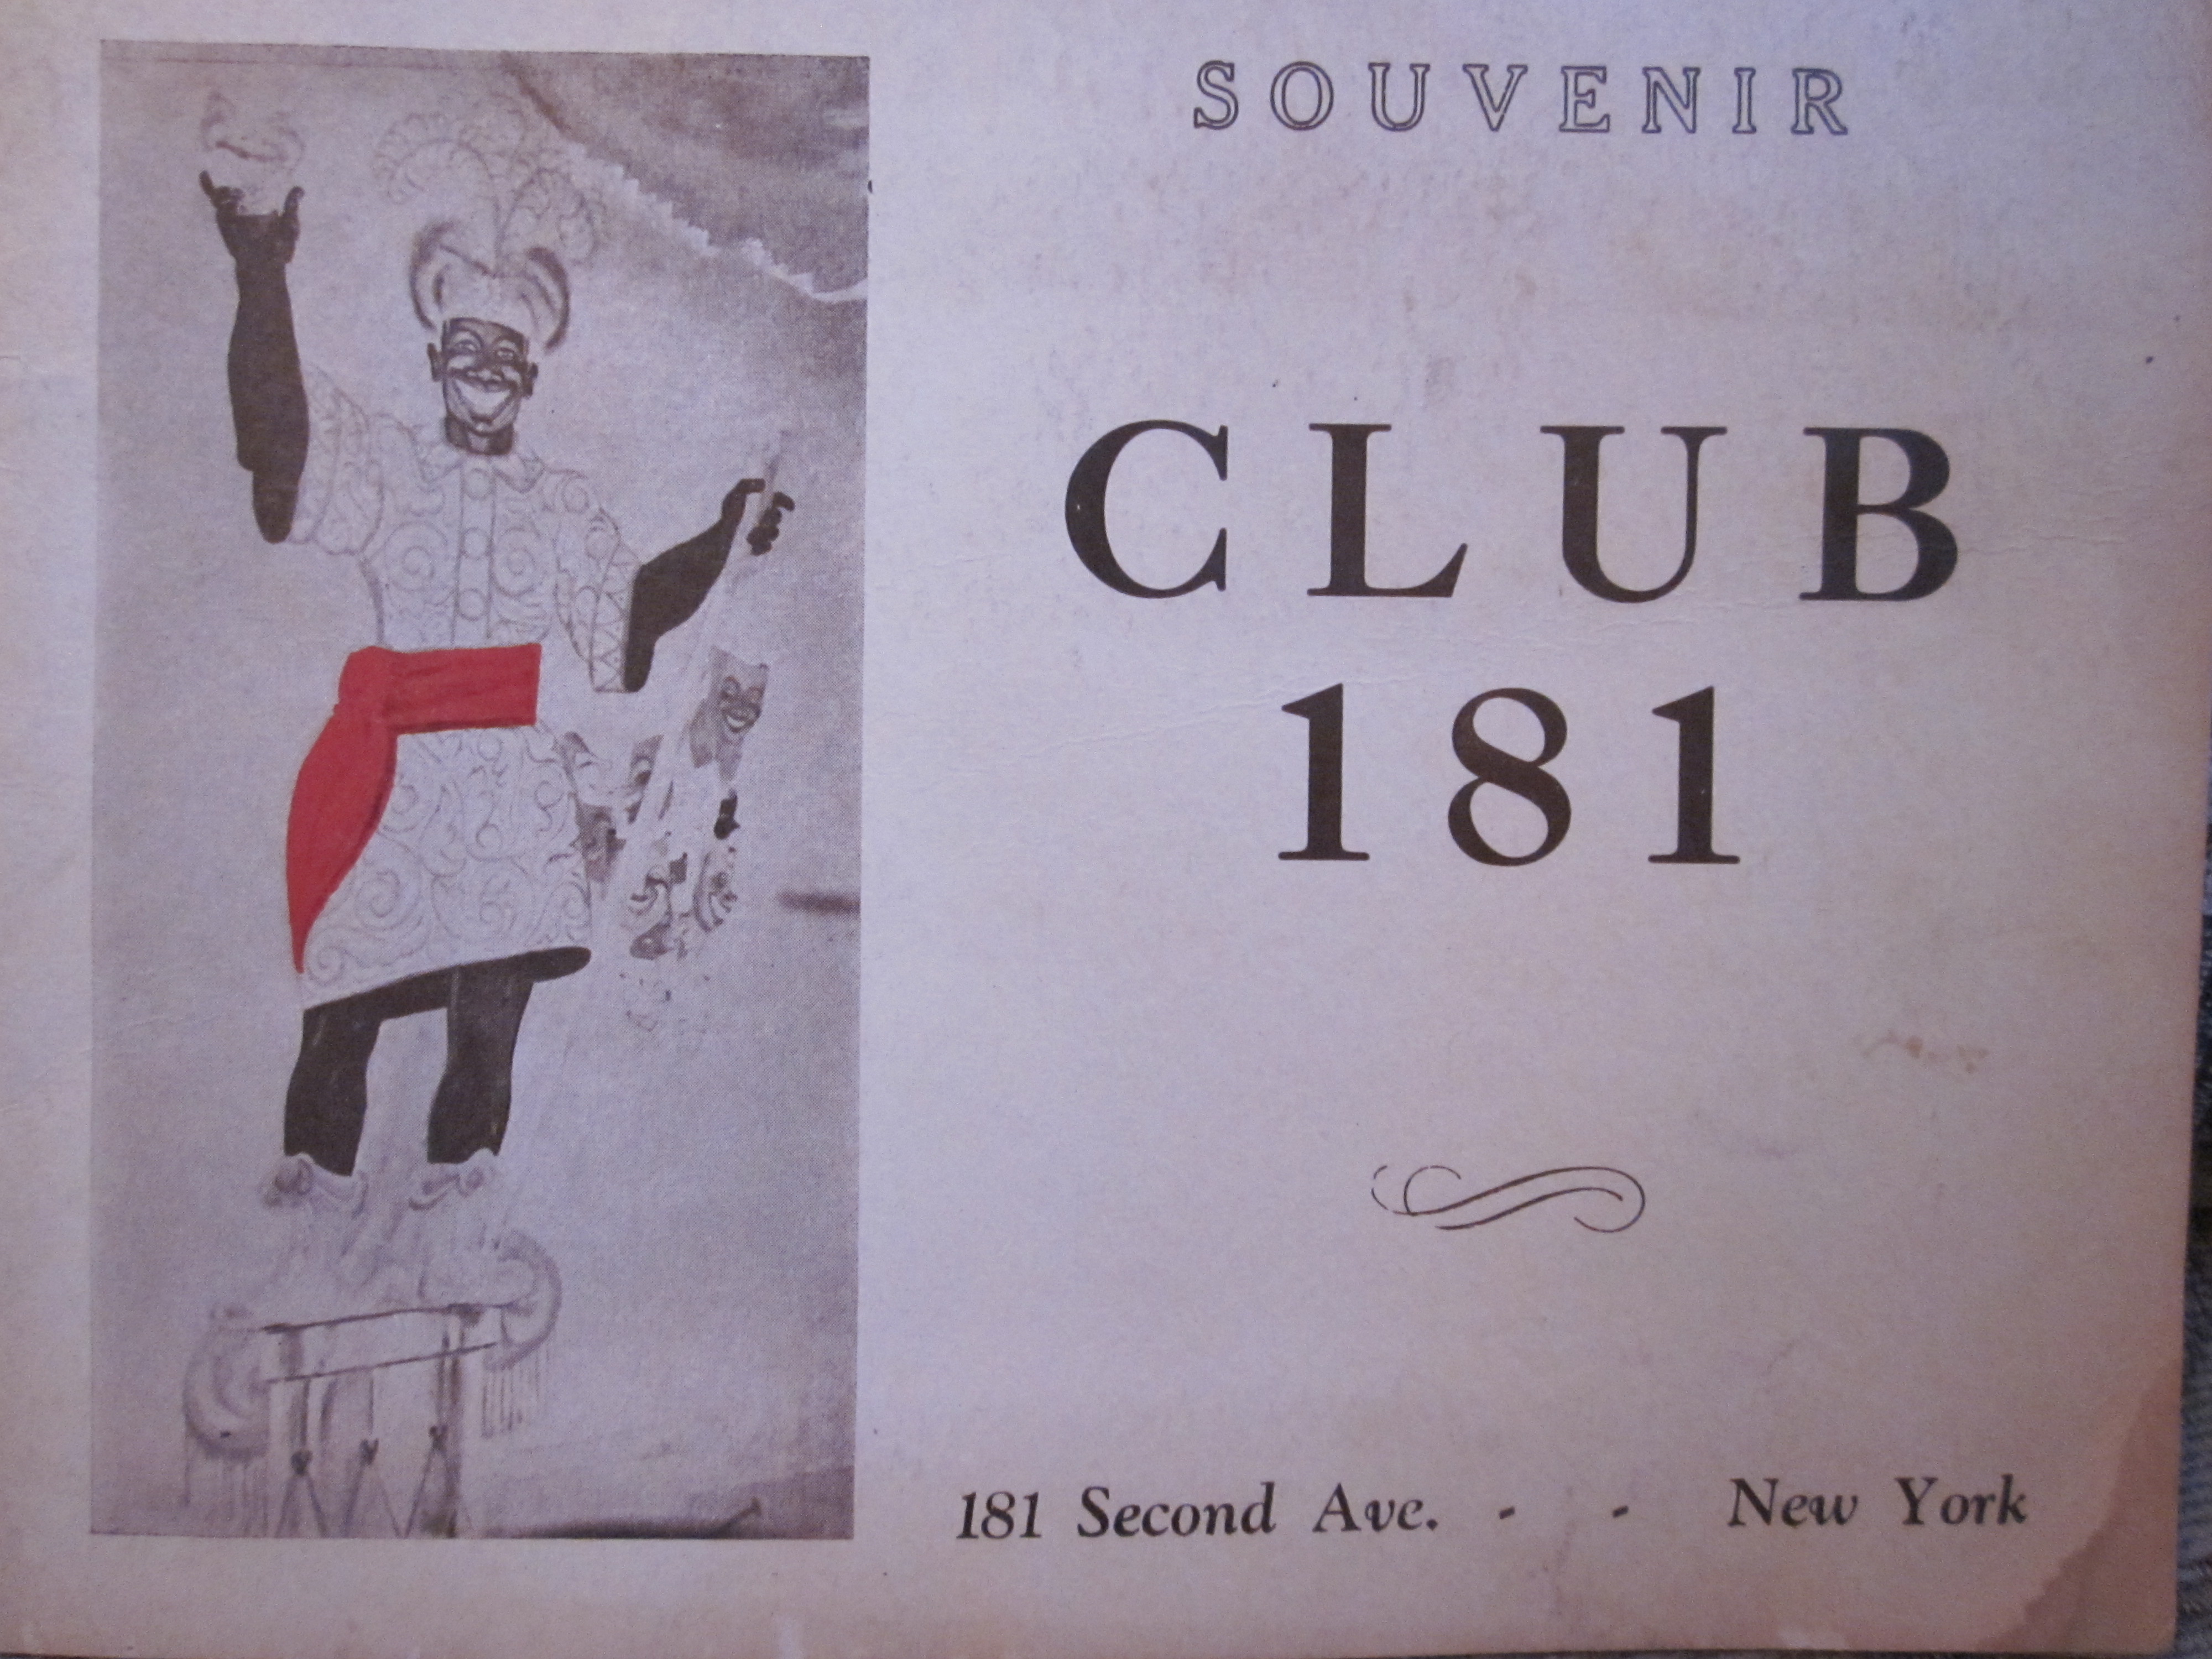 SOUVENIR
CLUB
181
181 Second Ave. - - New York